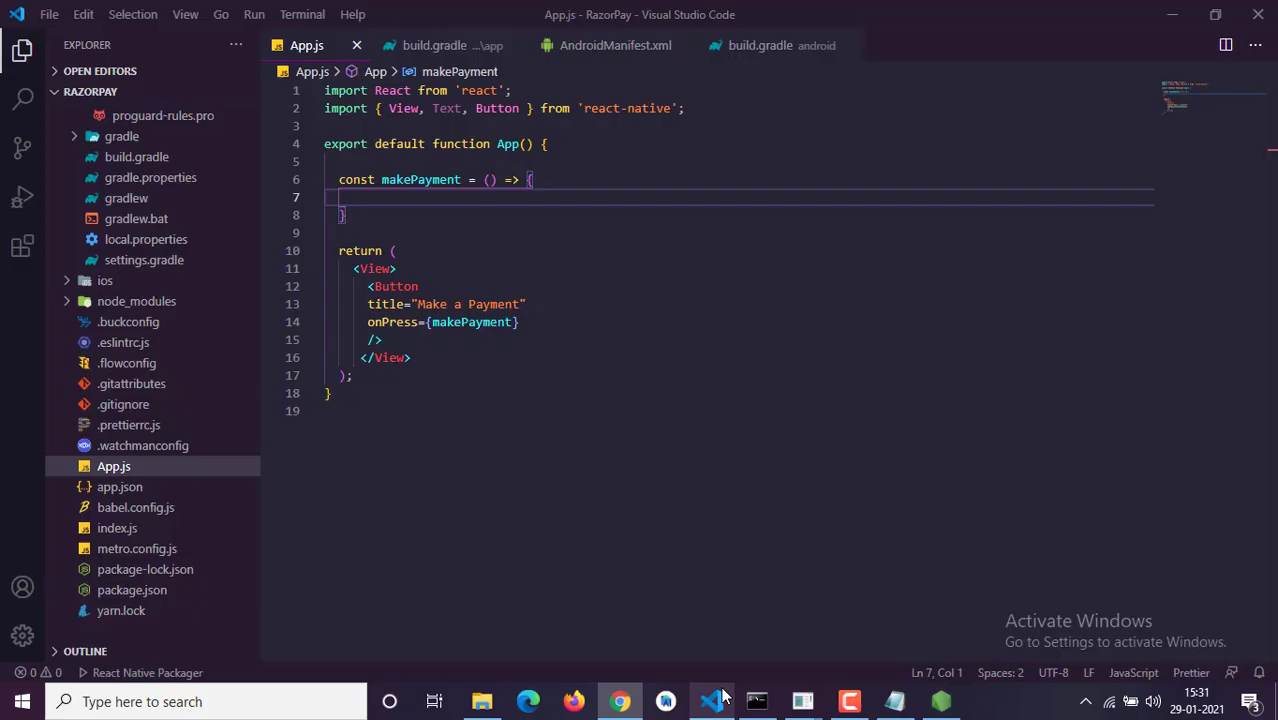 File Edit Selection View Go Run Terminal Help
App.js - RazorPay - Visual Studio Code
EXPLORER
App.js
build.gradle ...\app
AndroidManifest.xml
build.gradle android
OPEN EDITORS
App.js > App > makePayment
RAZORPAY
proguard-rules.pro
gradle
build.gradle
gradle.properties
gradlew
gradlew.bat
local.properties
settings.gradle
ios
node_modules
.buckconfig
.eslintrc.js
.flowconfig
.gitattributes
.gitignore
.prettierrc.js
.watchmanconfig
App.js
app.json
babel.config.js
index.js
metro.config.js
package-lock.json
package.json
yarn.lock
OUTLINE
1 import React from 'react';
2 import { View, Text, Button } from 'react-native';
3
4 export default function App() {
5
6 const makePayment = () => {
7
8 }
9
10 return (
11 <View>
12 <Button
13 title="Make a Payment"
14 onPress={makePayment}
15 />
16 </View>
17 );
18 }
19
Activate Windows
Go to Settings to activate Windows.
0 0 React Native Packager
Ln 7, Col 1 Spaces: 2 UTF-8 LF JavaScript Prettier
Type here to search
15:31
29-01-2021
3